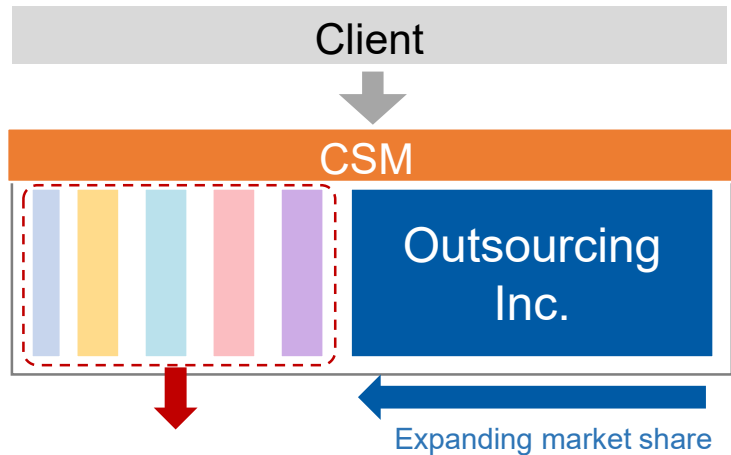 Client
CSM
Outsourcing
Inc.
Expanding market share